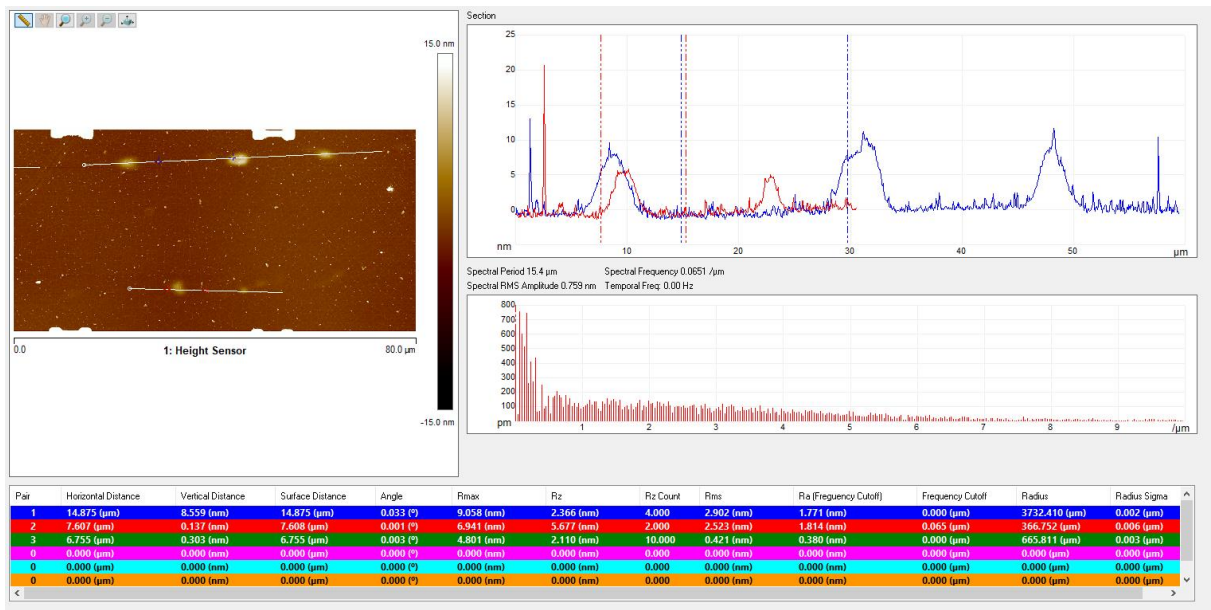 Section
15.0 nm
-15.0 nm
0.0
1: Height Sensor
80.0 µm
25
20
15
10
5
0
nm
10
20
30
40
50
µm
Spectral Period 15.4 µm Spectral Frequency 0.0651 /µm
Spectral RMS Amplitude 0.759 nm Temporal Freq: 0.00 Hz
800
700
600
500
400
300
200
100
pm
1
2
3
4
5
6
7
8
9
/µm
Pair Horizontal Distance Vertical Distance Surface Distance Angle Rmax Rz Rz Count Rms Ra (Freguency Cutoff) Frequency Cutoff Radius Radius Sigma
1 14.875 (µm) 8.559 (nm) 14.875 (µm) 0.033 (º) 9.058 (nm) 2.366 (nm) 4.000 2.902 (nm) 1.771 (nm) 0.000 (µm) 3732.410 (µm) 0.002 (µm)
2 7.607 (µm) 0.137 (nm) 7.608 (µm) 0.001 (º) 6.941 (nm) 5.677 (nm) 2.000 2.523 (nm) 1.814 (nm) 0.065 (µm) 366.752 (µm) 0.006 (µm)
3 6.755 (µm) 0.303 (nm) 6.755 (µm) 0.003 (º) 4.801 (nm) 2.110 (nm) 10.000 0.421 (nm) 0.380 (nm) 0.000 (µm) 665.811 (µm) 0.003 (µm)
0 0.000 (µm) 0.000 (nm) 0.000 (µm) 0.000 (º) 0.000 (nm) 0.000 (nm) 0.000 0.000 (nm) 0.000 (nm) 0.000 (µm) 0.000 (µm) 0.000 (µm)
0 0.000 (µm) 0.000 (nm) 0.000 (µm) 0.000 (º) 0.000 (nm) 0.000 (nm) 0.000 0.000 (nm) 0.000 (nm) 0.000 (µm) 0.000 (µm) 0.000 (µm)
0 0.000 (µm) 0.000 (nm) 0.000 (µm) 0.000 (º) 0.000 (nm) 0.000 (nm) 0.000 0.000 (nm) 0.000 (nm) 0.000 (µm) 0.000 (µm) 0.000 (µm)